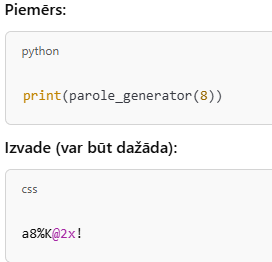 Piemērs:
python
print(parole_generator(8))
Izvade (var būt dažāda):
css
a8%K@2x!